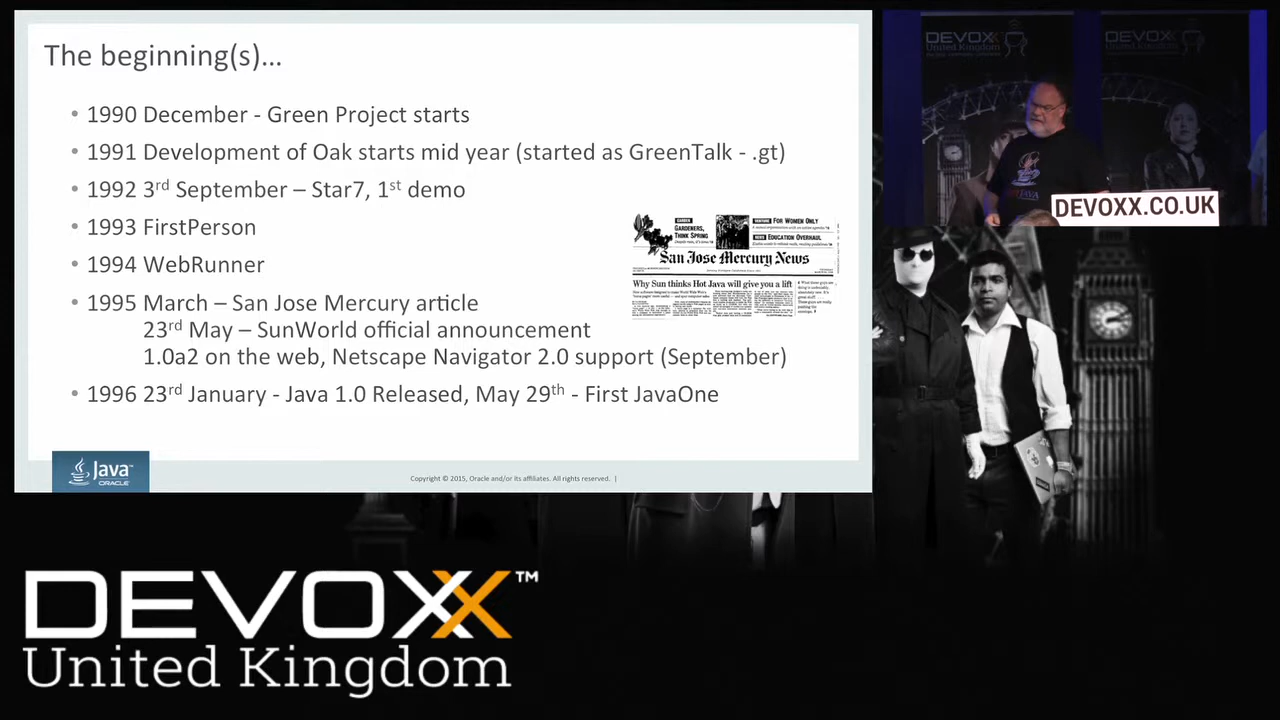 The beginning(s)...
• 1990 December - Green Project starts
• 1991 Development of Oak starts mid year (started as GreenTalk - .gt)
• 1992 3rd September – Star7, 1st demo
• 1993 FirstPerson
• 1994 WebRunner
• 1995 March – San Jose Mercury article
23rd May – SunWorld official announcement
1.0a2 on the web, Netscape Navigator 2.0 support (September)
• 1996 23rd January - Java 1.0 Released, May 29th - First JavaOne
GARDENERS,
THINK SPRING
FOR WOMEN ONLY
EDUCATION OVERHAUL
San Jose Mercury News
Why Sun thinks Hot Java will give you a lift
Java™
ORACLE
Copyright © 2015, Oracle and/or its affiliates. All rights reserved. |
DEVOXX
United Kingdom
DEVOXX
United Kingdom
DEVOXX.CO.UK
DEVOXX™
United Kingdom